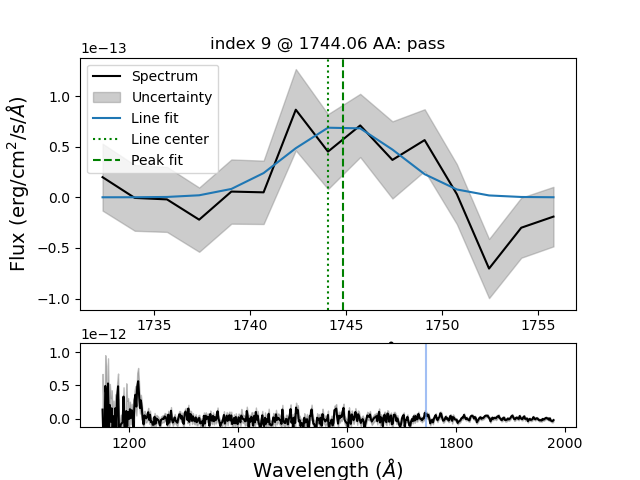 index 9 @ 1744.06 AA: pass
1e−13
Spectrum
Uncertainty
Line fit
Line center
Peak fit
1.0
0.5
0.0
−0.5
−1.0
Flux (erg/cm²/s/Å)
1735 1740 1745 1750 1755
1e−12
1.0
0.5
0.0
1200 1400 1600 1800 2000
Wavelength (Å)